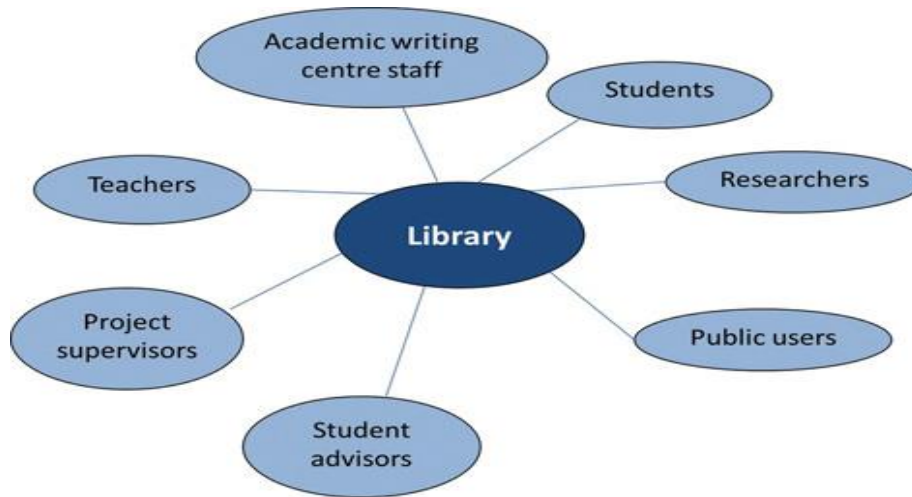 Academic writing
centre staff
Students
Teachers
Researchers
Library
Project
supervisors
Public users
Student
advisors